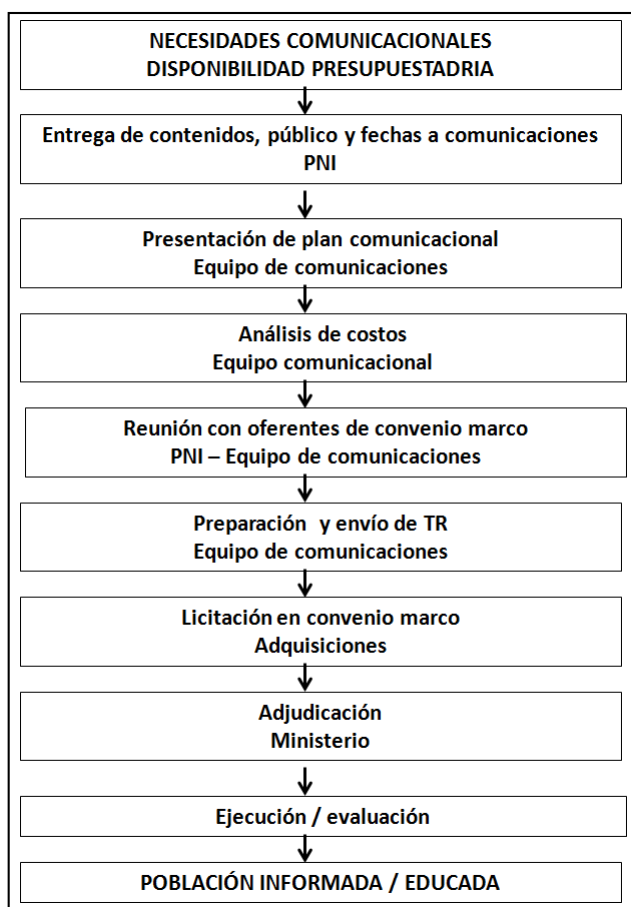 NECESIDADES COMUNICACIONALES
DISPONIBILIDAD PRESUPUESTADRIA
Entrega de contenidos, público y fechas a comunicaciones
PNI
Presentación de plan comunicacional
Equipo de comunicaciones
Análisis de costos
Equipo comunicacional
Reunión con oferentes de convenio marco
PNI – Equipo de comunicaciones
Preparación y envío de TR
Equipo de comunicaciones
Licitación en convenio marco
Adquisiciones
Adjudicación
Ministerio
Ejecución / evaluación
POBLACIÓN INFORMADA / EDUCADA